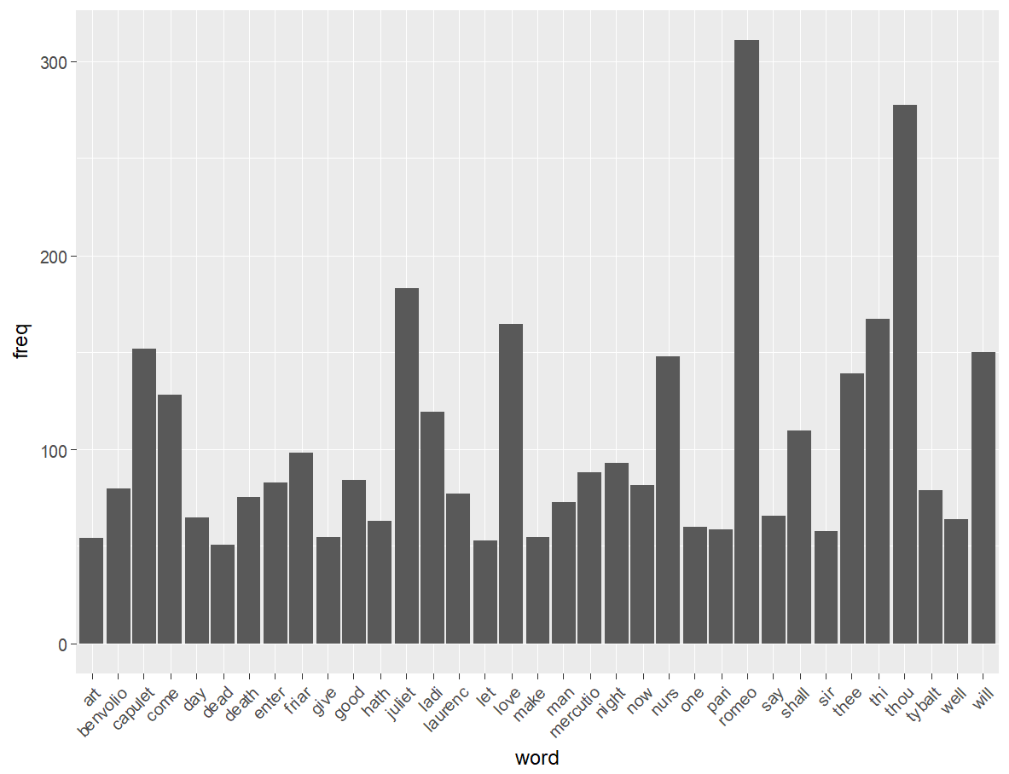 300
200
100
0
freq
art benvolio capulet come day dead death enter friar give good hath juliet ladi laurenc let love make man mercutio night now nurs one pari romeo say shall sir thee thi thou tybalt well will
word